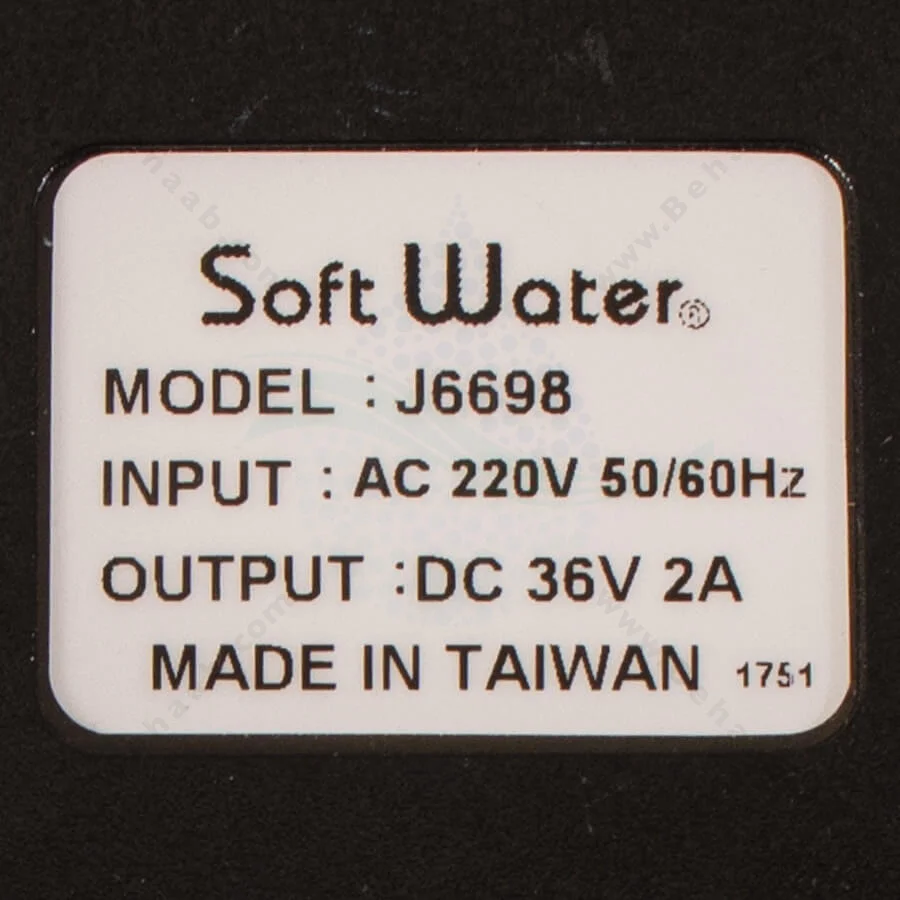 Soft Water®
MODEL : J6698
INPUT : AC 220V 50/60Hz
OUTPUT :DC 36V 2A
MADE IN TAIWAN 1751